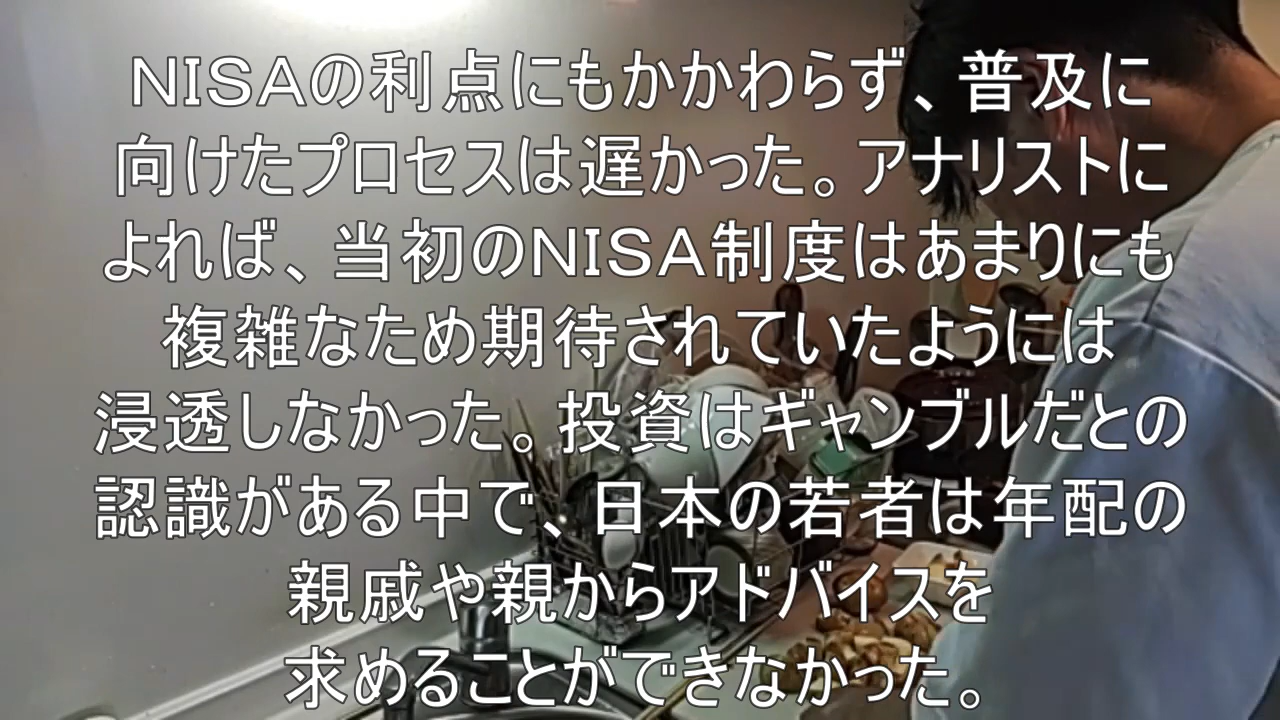 NISAの利点にもかかわらず、普及に
向けたプロセスは遅かった。アナリストに
よれば、当初のNISA制度はあまりにも
複雑なため期待されていたようには
浸透しなかった。投資はギャンブルだとの
認識がある中で、日本の若者は年配の
親戚や親からアドバイスを
求めることができなかった。